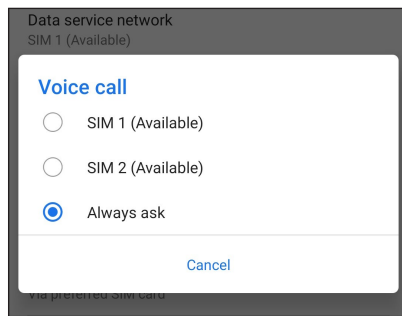 Data service network
SIM 1 (Available)
Voice call
SIM 1 (Available)
SIM 2 (Available)
Always ask
Cancel
Via preferred SIM card